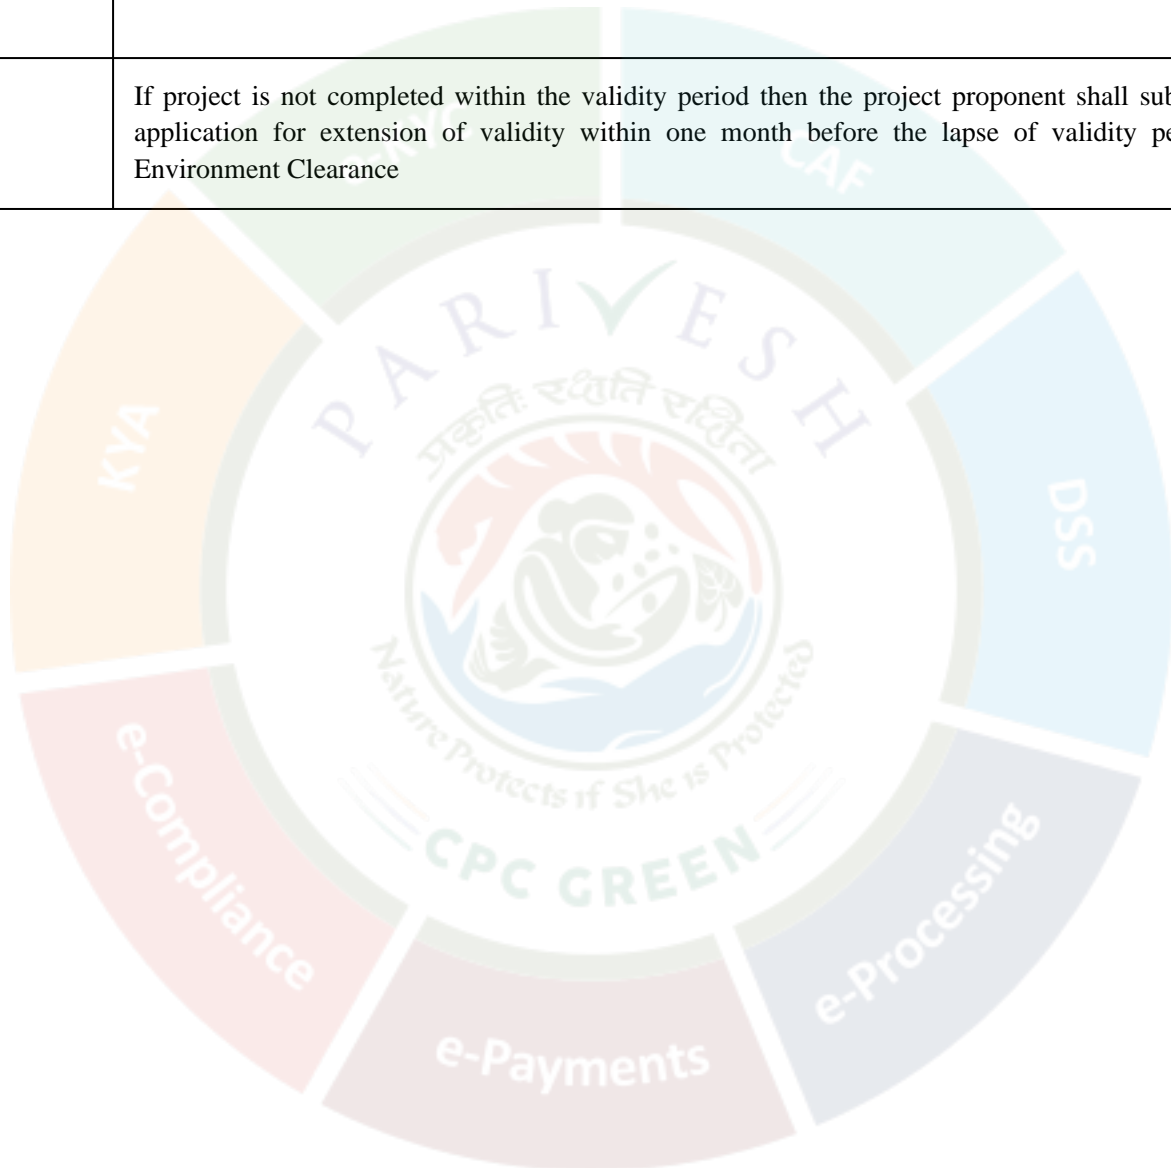 If project is not completed within the validity period then the project proponent shall
application for extension of validity within one month before the lapse of validity
Environment Clearance
e-KYC
CAF
PARIVESH
प्रकृतिः रक्षति रक्षिता
KYA
DSS
Nature Protects if She is Protected
CPC GREEN
e-Compliance
e-Processing
e-Payments